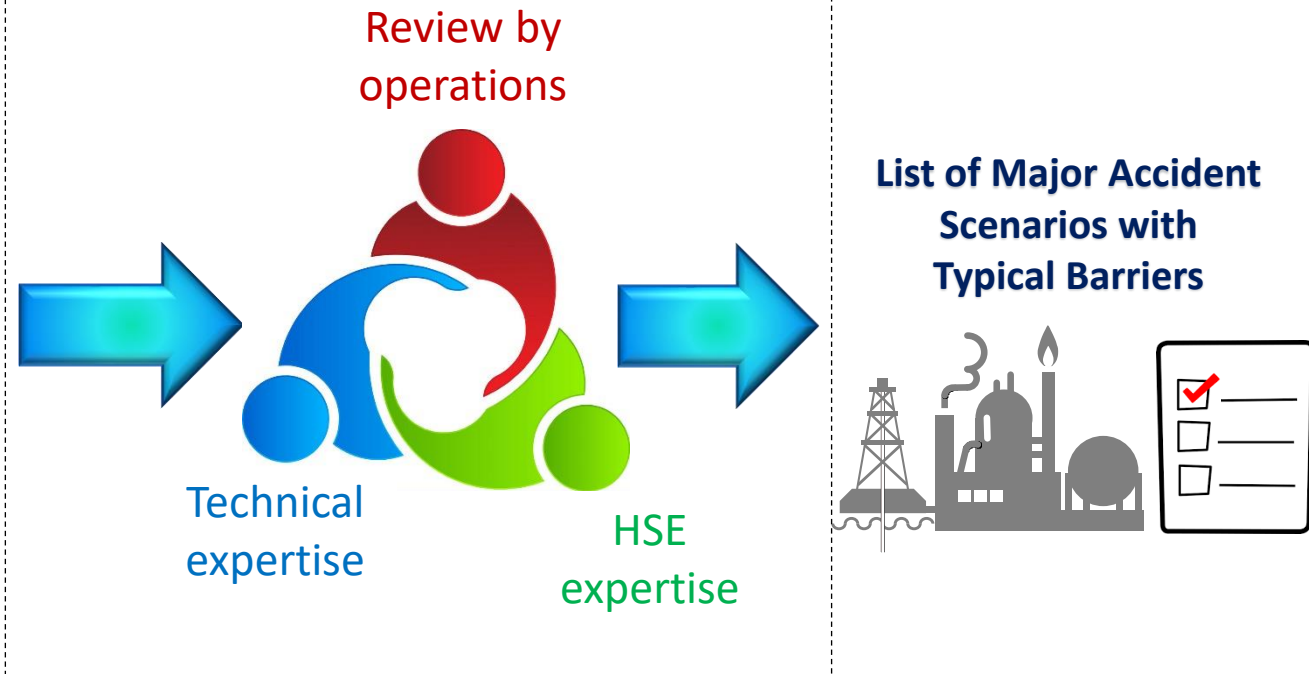 Review by
operations
Technical
expertise
HSE
expertise
List of Major Accident
Scenarios with
Typical Barriers